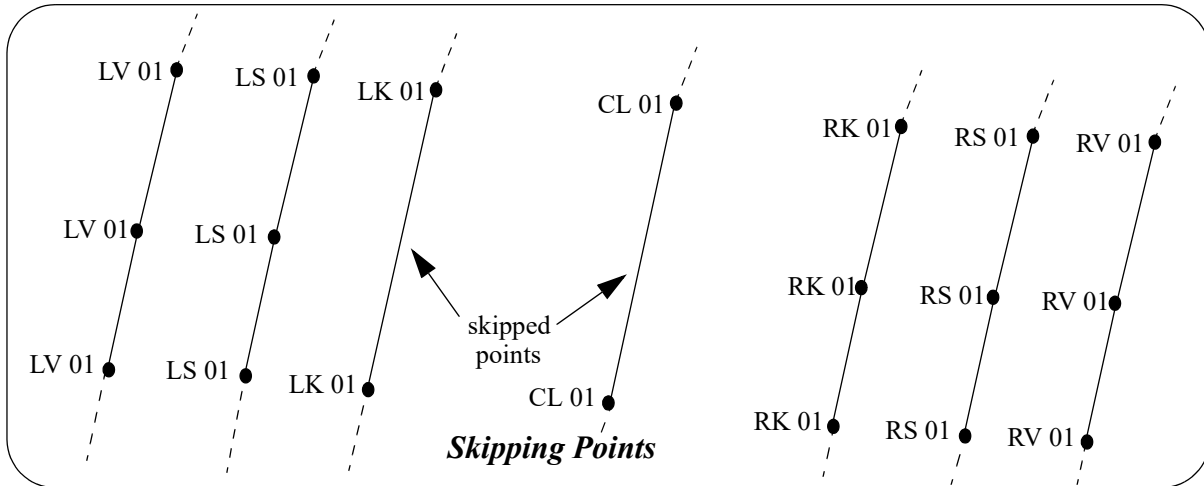 LV 01
LS 01
LK 01
CL 01
RK 01
RS 01
RV 01
LV 01
LS 01
RK 01
RS 01
RV 01
skipped
points
LV 01
LS 01
LK 01
CL 01
RK 01
RS 01
RV 01
Skipping Points